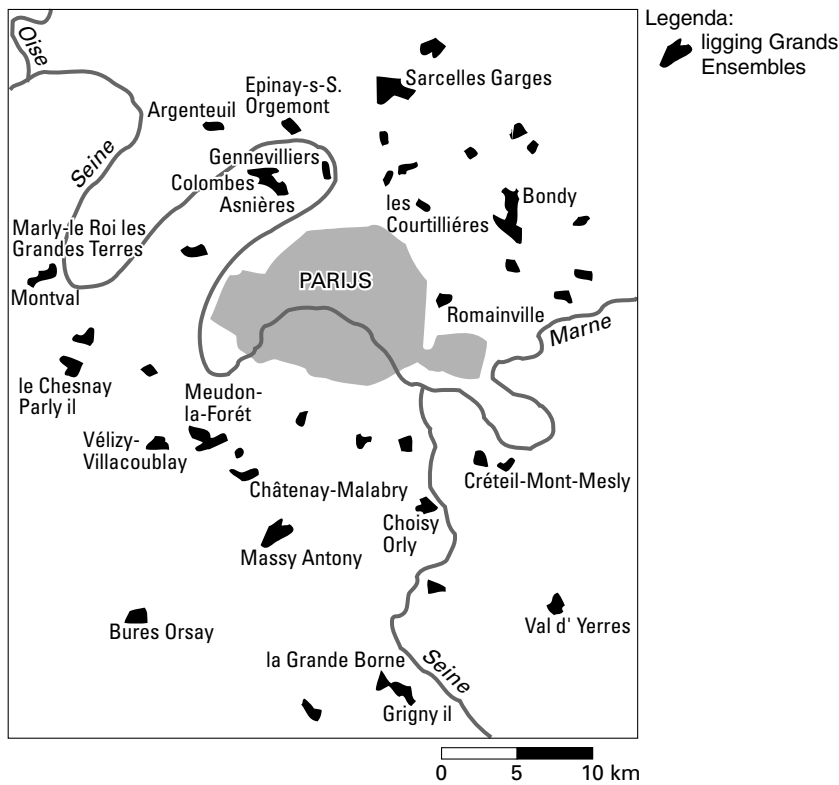 Legenda:
ligging Grands
Ensembles
Oise
Sarcelles Garges
Epinay-s-S.
Orgemont
Argenteuil
Seine
Gennevilliers
Colombes
Asnières
les
Courtilliéres
Bondy
Marly-le Roi les
Grandes Terres
Montval
PARIJS
Romainville
Marne
le Chesnay
Parly il
Meudon-
la-Forét
Vélizy-
Villacoublay
Châtenay-Malabry
Créteil-Mont-Mesly
Choisy
Orly
Massy Antony
Bures Orsay
Val d' Yerres
la Grande Borne
Seine
Grigny il
0 5 10 km